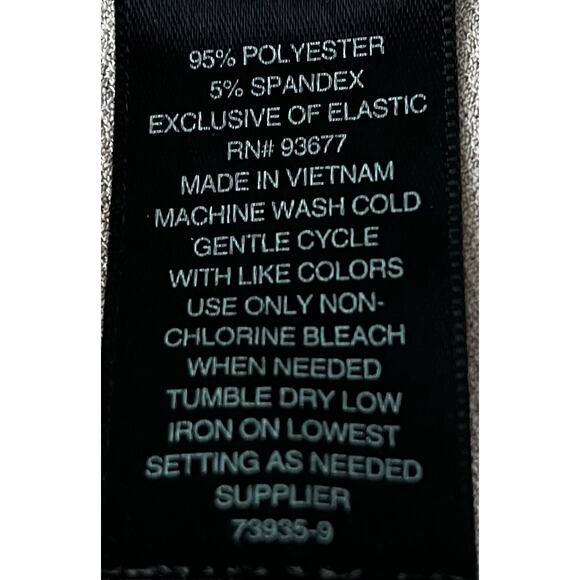 95% POLYESTER
5% SPANDEX
EXCLUSIVE OF ELASTIC
RN# 93677
MADE IN VIETNAM
MACHINE WASH COLD
GENTLE CYCLE
WITH LIKE COLORS
USE ONLY NON-
CHLORINE BLEACH
WHEN NEEDED
TUMBLE DRY LOW
IRON ON LOWEST
SETTING AS NEEDED
SUPPLIER
73935-9